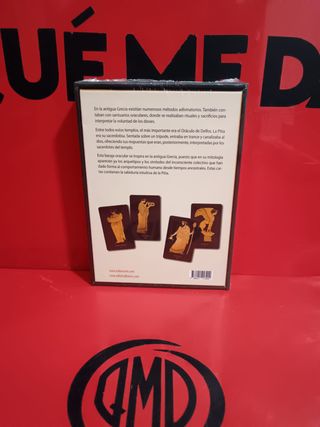 QUÉ ME DA
En la antigua Grecia existían numerosos métodos adivinatorios. También con-
taban con santuarios oraculares, donde se realizaban rituales y sacrificios para
interpretar la voluntad de los dioses.
Entre todos estos templos, el más importante era el Oráculo de Delfos. La Pitia
era su sacerdotisa. Sentada sobre un trípode, entraba en trance y canalizaba al
dios, ofreciendo sus respuestas que eran, posteriormente, interpretadas por los
sacerdotes del templo.
Esta baraja oracular se inspira en la antigua Grecia, puesto que en su mitología
aparecen ya los arquetipos y los símbolos del inconsciente colectivo que han
dado forma al comportamiento humano desde tiempos ancestrales. Estas car-
tas contienen la sabiduría intuitiva de la Pitia.
QMD